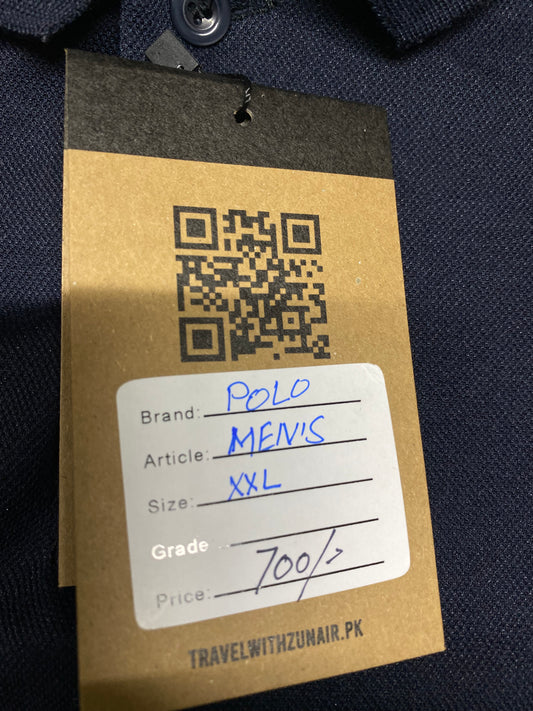 Brand: POLO
Article: MEN'S
Size: XXL
Grade
Price: 700/-
TRAVELWITHZUNAIR.PK